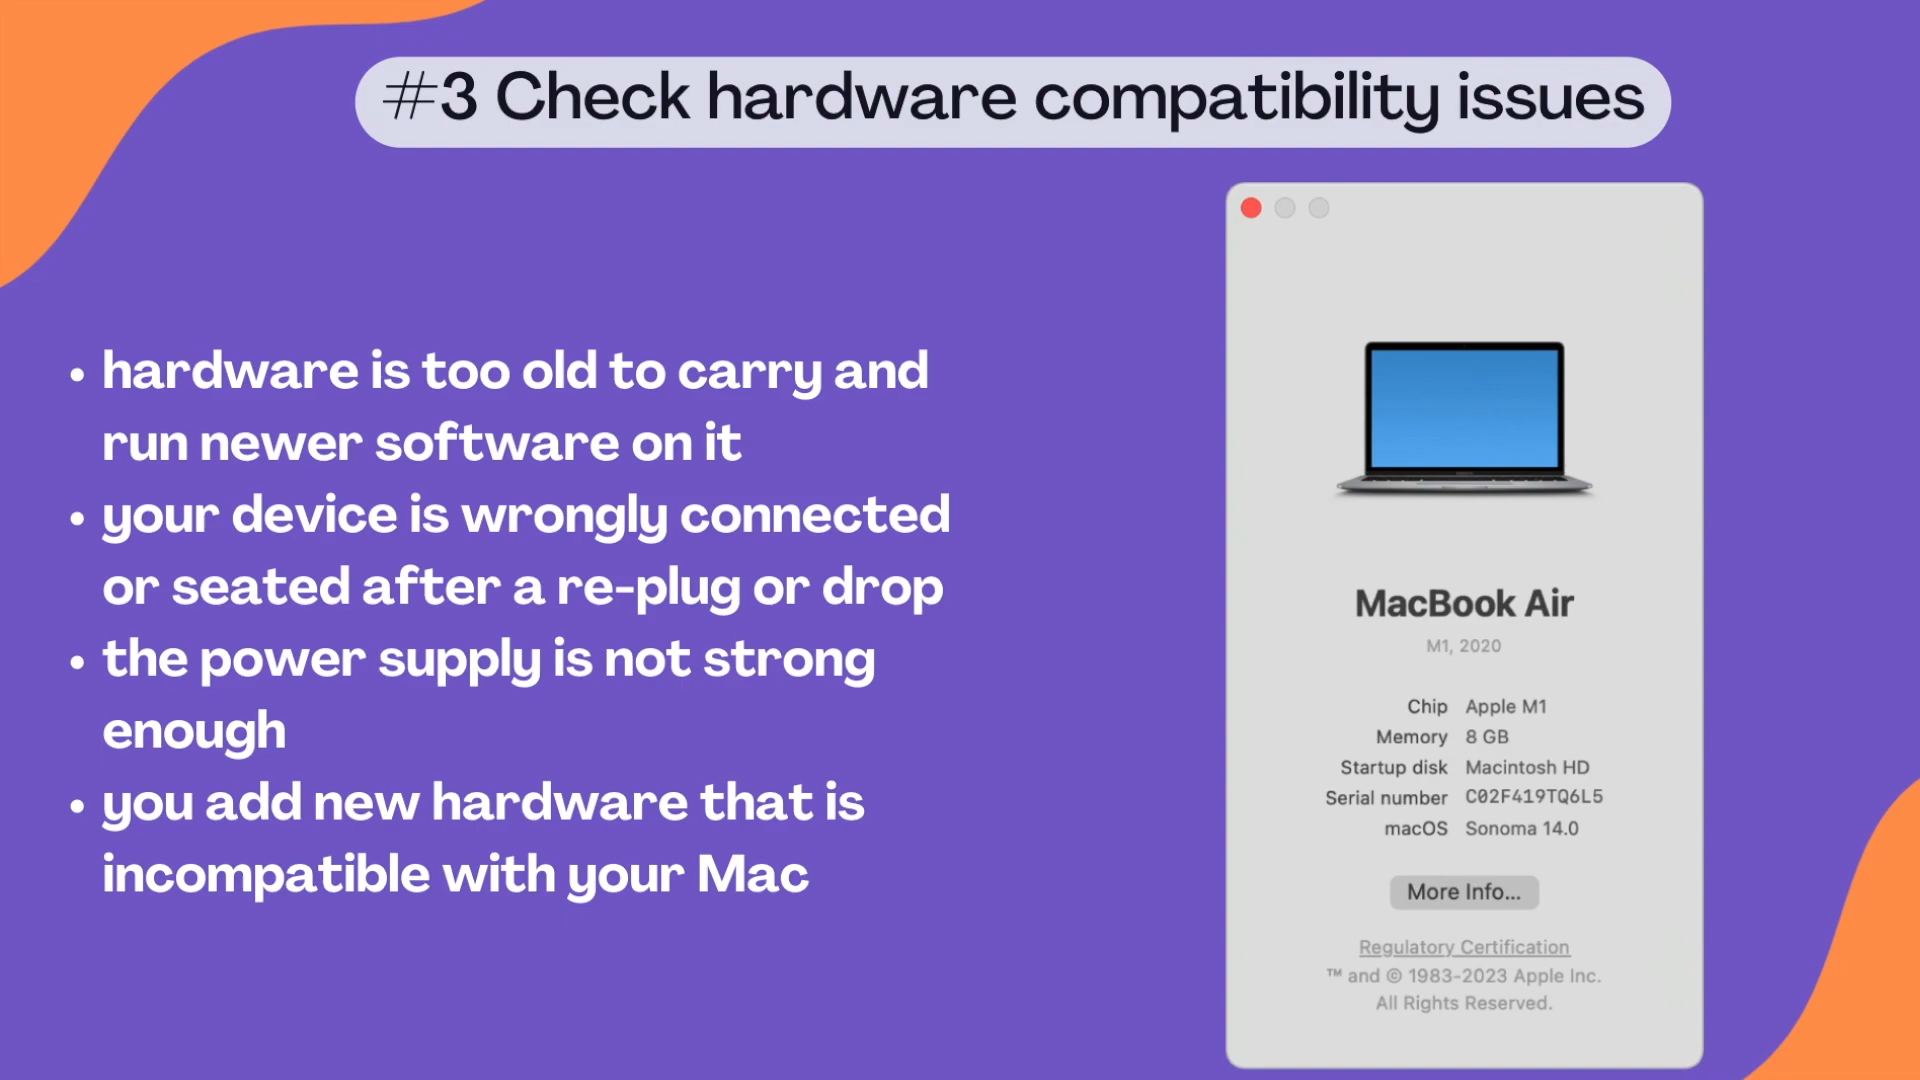 #3 Check hardware compatibility issues
• hardware is too old to carry and
run newer software on it
• your device is wrongly connected
or seated after a re-plug or drop
• the power supply is not strong
enough
• you add new hardware that is
incompatible with your Mac
MacBook Air
M1, 2020
Chip Apple M1
Memory 8 GB
Startup disk Macintosh HD
Serial number C02F419TQ6L5
macOS Sonoma 14.0
More Info...
Regulatory Certification
™ and © 1983-2023 Apple Inc.
All Rights Reserved.